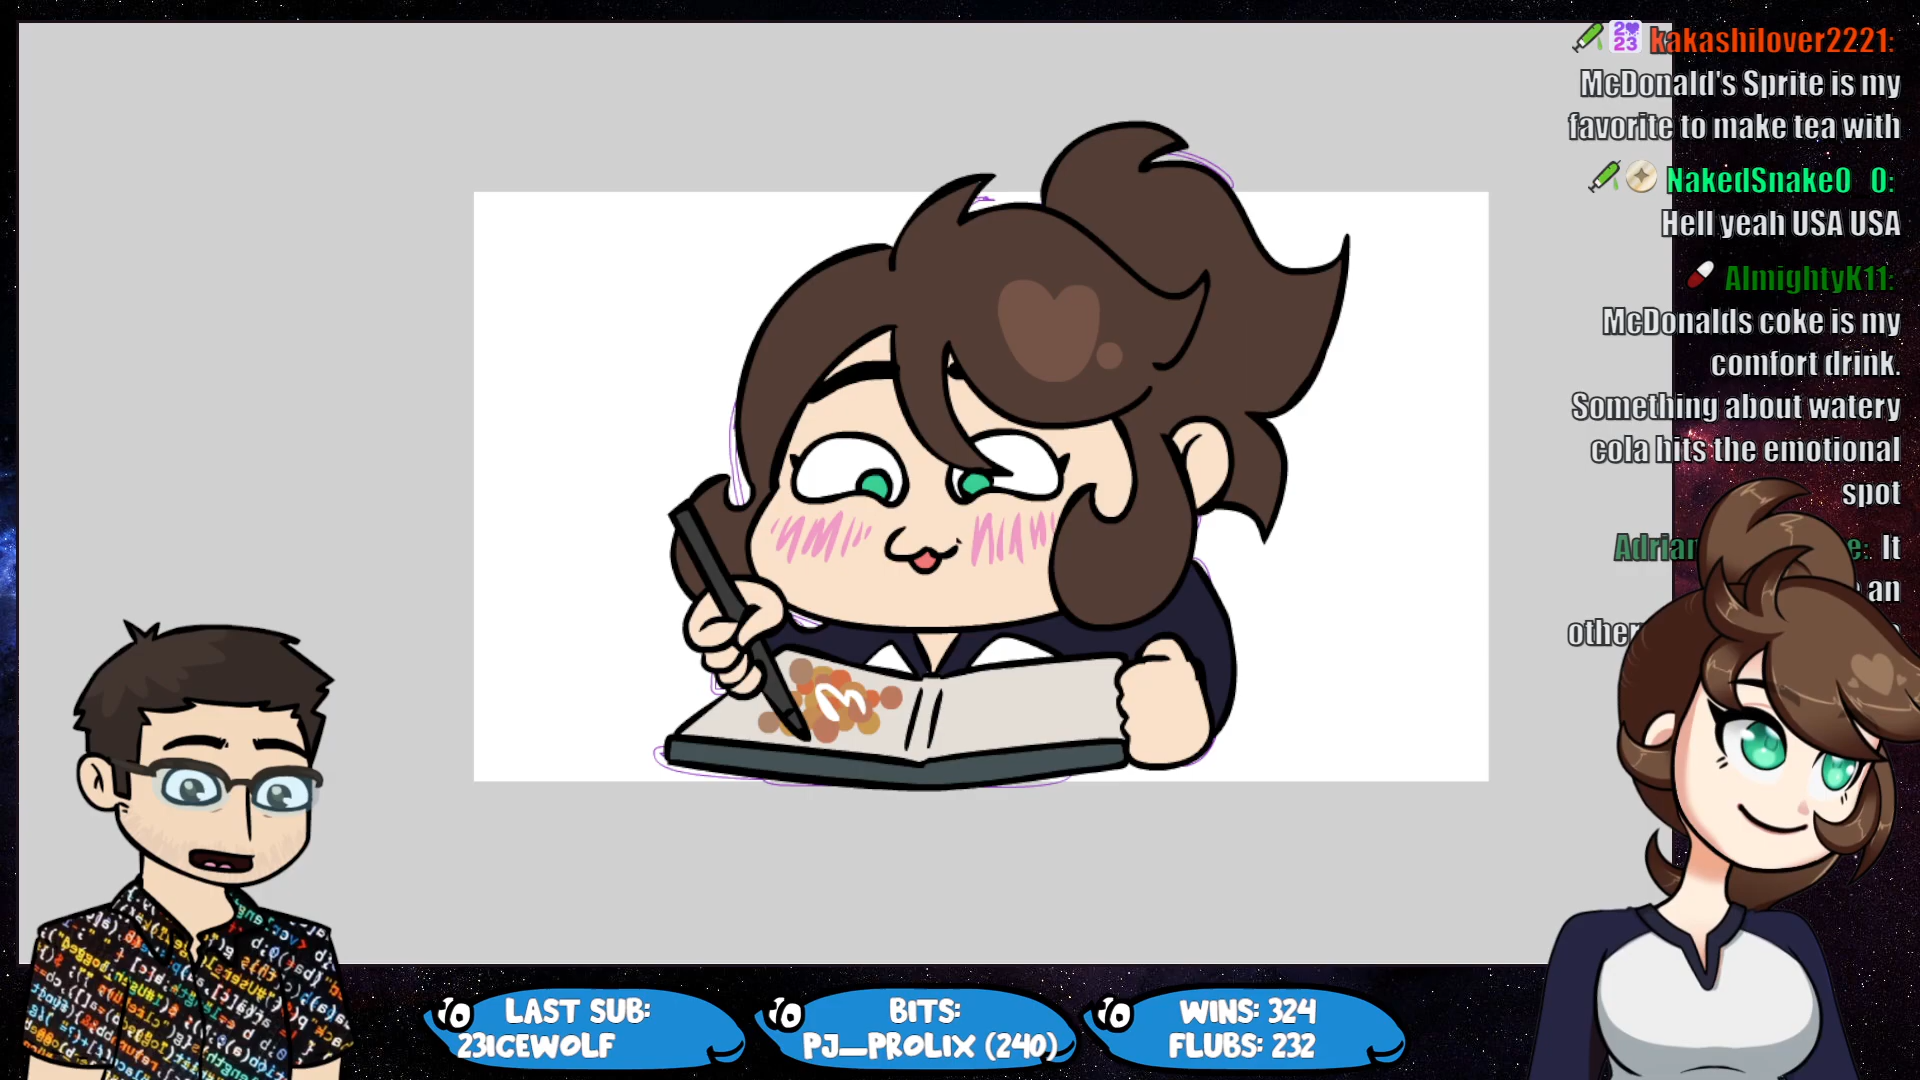 kakashilover2221:
McDonald's Sprite is my
favorite to make tea with
NakedSnake0_0:
Hell yeah USA USA
AlmightyK11:
McDonalds coke is my
comfort drink.
Something about watery
cola hits the emotional
spot
It
an
LAST SUB:
23ICEWOLF
BITS:
PJ_PROLIX (240)
WINS: 324
FLUBS: 232